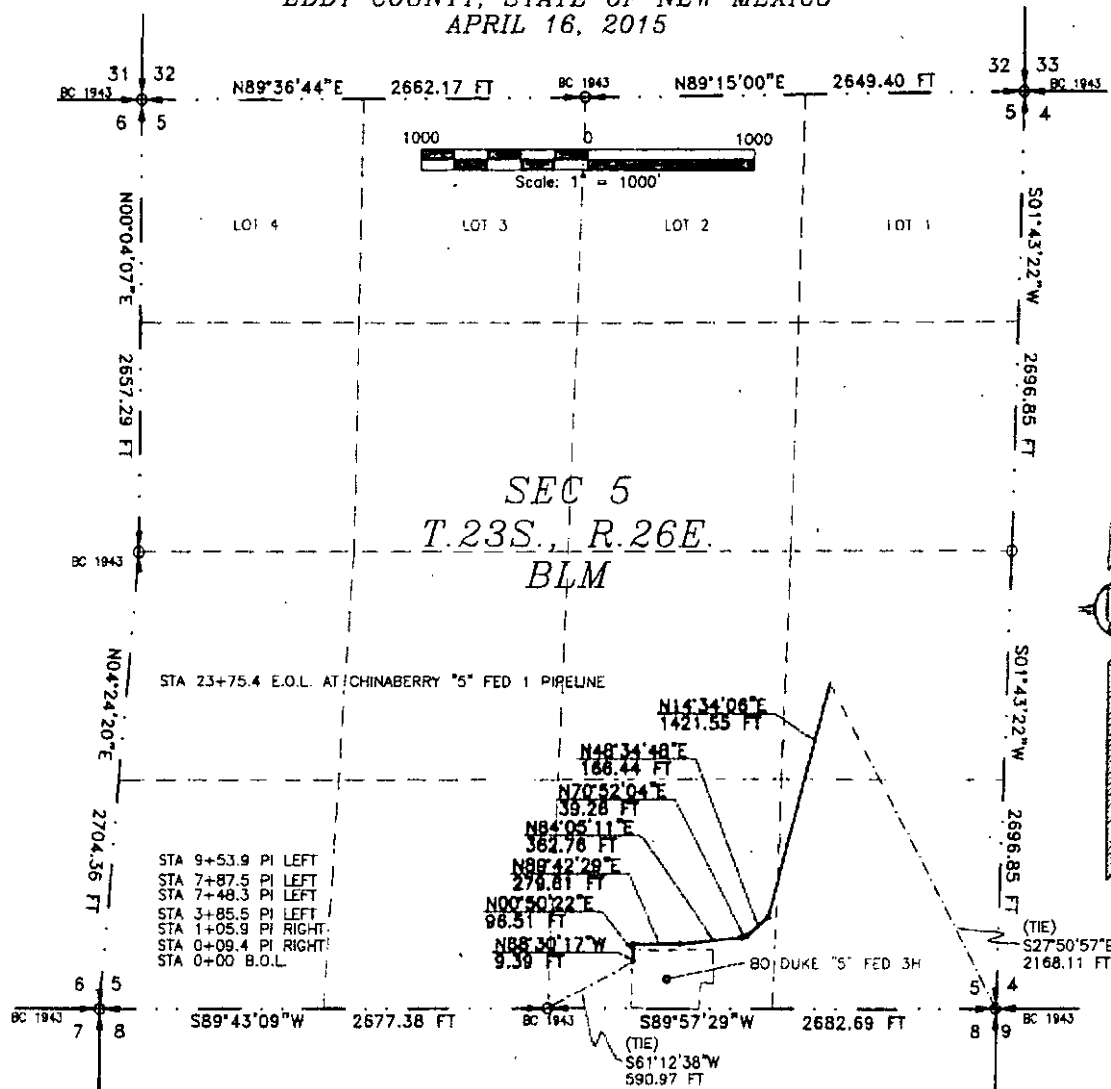 EDDY COUNTY, STATE OF NEW MEXICO
APRIL 16, 2015
31 32
32 33
BC 1943
N89°36'44"E 2662.17 FT
BC 1943
N89°15'00"E 2649.40 FT
BC 1943
6 5
5 4
1000 0 1000
Scale: 1" = 1000'
LOT 4
LOT 3
LOT 2
LOT 1
N00°04'07"E
2657.29 FT
S01°43'22"W
2696.85 FT
SEC 5
T.23S., R.26E.
BLM
BC 1943
N04°24'20"E
2704.36 FT
S01°43'22"W
2696.85 FT
STA 23+75.4 E.O.L. AT CHINABERRY "5" FED 1 PIPELINE
N14°34'06"E
1421.55 FT
N48°34'48"E
166.44 FT
N70°52'04"E
39.28 FT
N84°05'11"E
362.76 FT
N89°42'29"E
279.61 FT
N00°50'22"E
96.51 FT
N88°30'17"W
9.39 FT
STA 9+53.9 PI LEFT
STA 7+87.5 PI LEFT
STA 7+48.3 PI LEFT
STA 3+85.5 PI LEFT
STA 1+05.9 PI RIGHT
STA 0+09.4 PI RIGHT
STA 0+00 B.O.L.
BO DUKE "5" FED 3H
(TIE)
S27°50'57"E
2168.11 FT
6 5
5 4
BC 1943
7 8
S89°43'09"W 2677.38 FT
BC 1943
S89°57'29"W 2682.69 FT
8 9
BC 1943
(TIE)
S61°12'38"W
590.97 FT